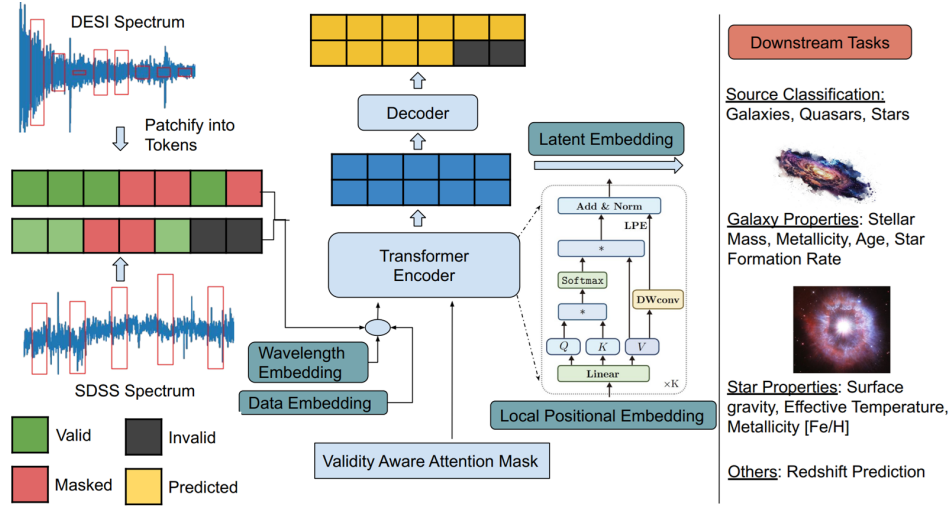 DESI Spectrum
Patchify into
Tokens
SDSS Spectrum
Valid
Invalid
Masked
Predicted
Decoder
Transformer
Encoder
Wavelength
Embedding
Data Embedding
Validity Aware Attention Mask
Latent Embedding
Add & Norm
LPE
*
Softmax
DWconv
*
Q K V
Linear
×K
Local Positional Embedding
Downstream Tasks
Source Classification:
Galaxies, Quasars, Stars
Galaxy Properties: Stellar
Mass, Metallicity, Age, Star
Formation Rate
Star Properties: Surface
gravity, Effective Temperature,
Metallicity [Fe/H]
Others: Redshift Prediction